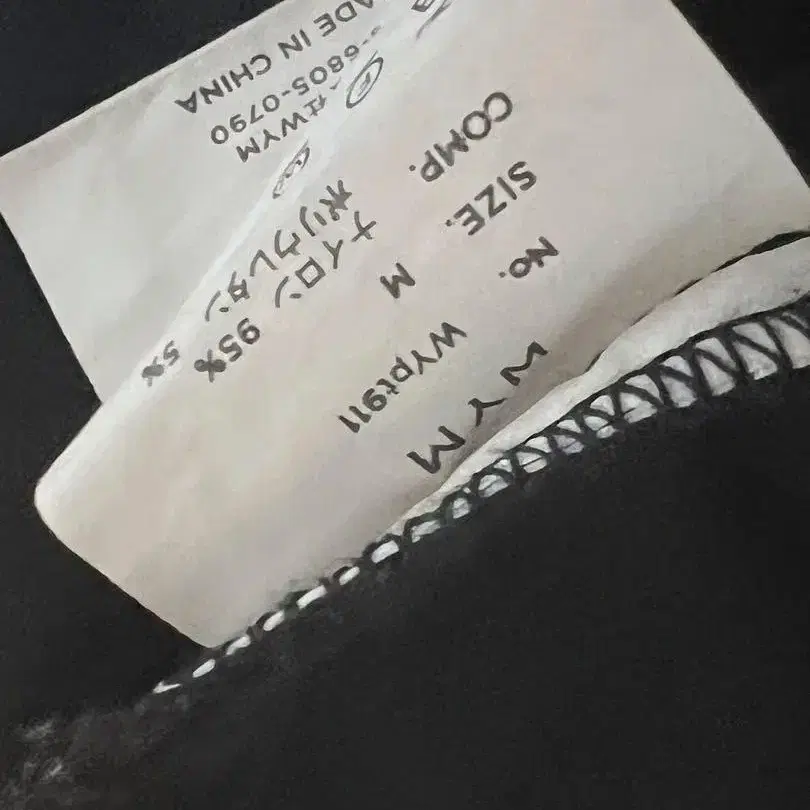 WYM
No. WYpt911
SIZE. M
COMP.
ナイロン 95%
ポリウレタン 5%
WYM
-6805-0790
MADE IN CHINA